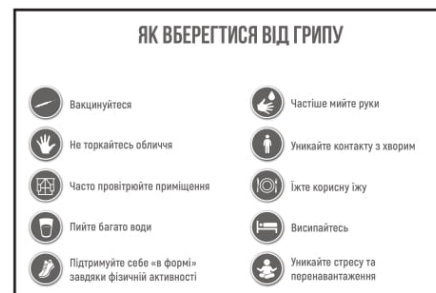 ЯК ВБЕРЕГТИСЯ ВІД ГРИПУ
Вакцинуйтеся
Не торкайтесь обличчя
Часто провітрюйте приміщення
Пийте багато води
Підтримуйте себе «в формі»
завдяки фізичній активності
Частіше мийте руки
Уникайте контакту з хворим
Їжте корисну їжу
Висипайтесь
Уникайте стресу та
перенавантаження